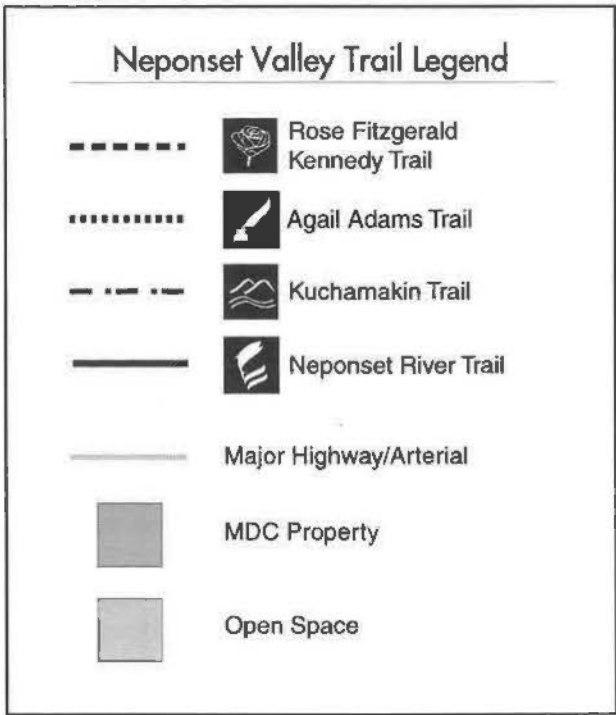 Neponset Valley Trail Legend
Rose Fitzgerald
Kennedy Trail
Agail Adams Trail
Kuchamakin Trail
Neponset River Trail
Major Highway/Arterial
MDC Property
Open Space